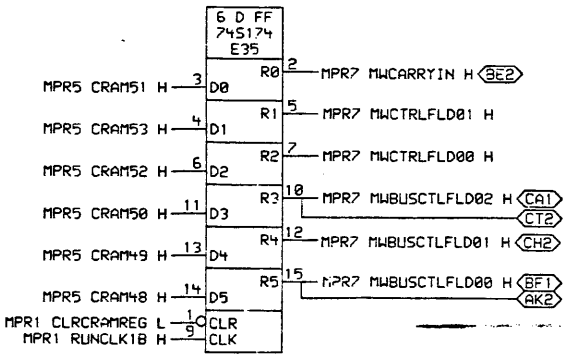 6 D FF
74S174
E35
R0 2 MPR7 MWCARRYIN H BE2
MPR5 CRAM51 H 3 D0
R1 5 MPR7 MWCTRLFLD01 H
MPR5 CRAM53 H 4 D1
R2 7 MPR7 MWCTRLFLD00 H
MPR5 CRAM52 H 6 D2
R3 10 MPR7 MWBUSCTLFLD02 H CA1
MPR5 CRAM50 H 11 D3 CT2
R4 12 MPR7 MWBUSCTLFLD01 H CH2
MPR5 CRAM49 H 13 D4
R5 15 MPR7 MWBUSCTLFLD00 H BF1
MPR5 CRAM48 H 14 D5 AK2
MPR1 CLRCRAMREG L 1 CLR
MPR1 RUNCLK1B H 9 CLK